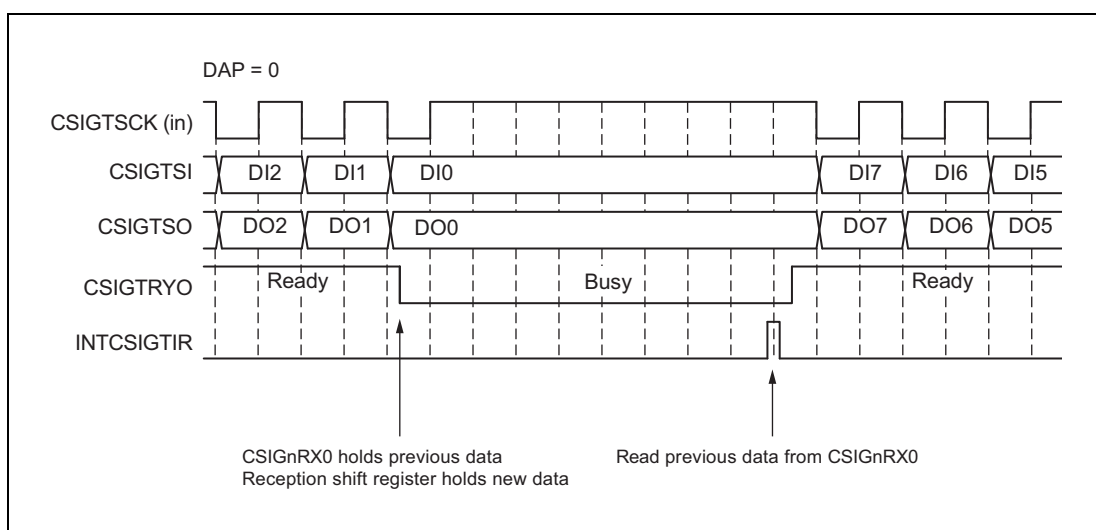 DAP = 0
CSIGTSCK (in)
CSIGTSI DI2 DI1 DI0 DI7 DI6 DI5
CSIGTSO DO2 DO1 DO0 DO7 DO6 DO5
CSIGTRYO Ready Busy Ready
INTCSIGTIR
CSIGnRX0 holds previous data
Reception shift register holds new data
Read previous data from CSIGnRX0